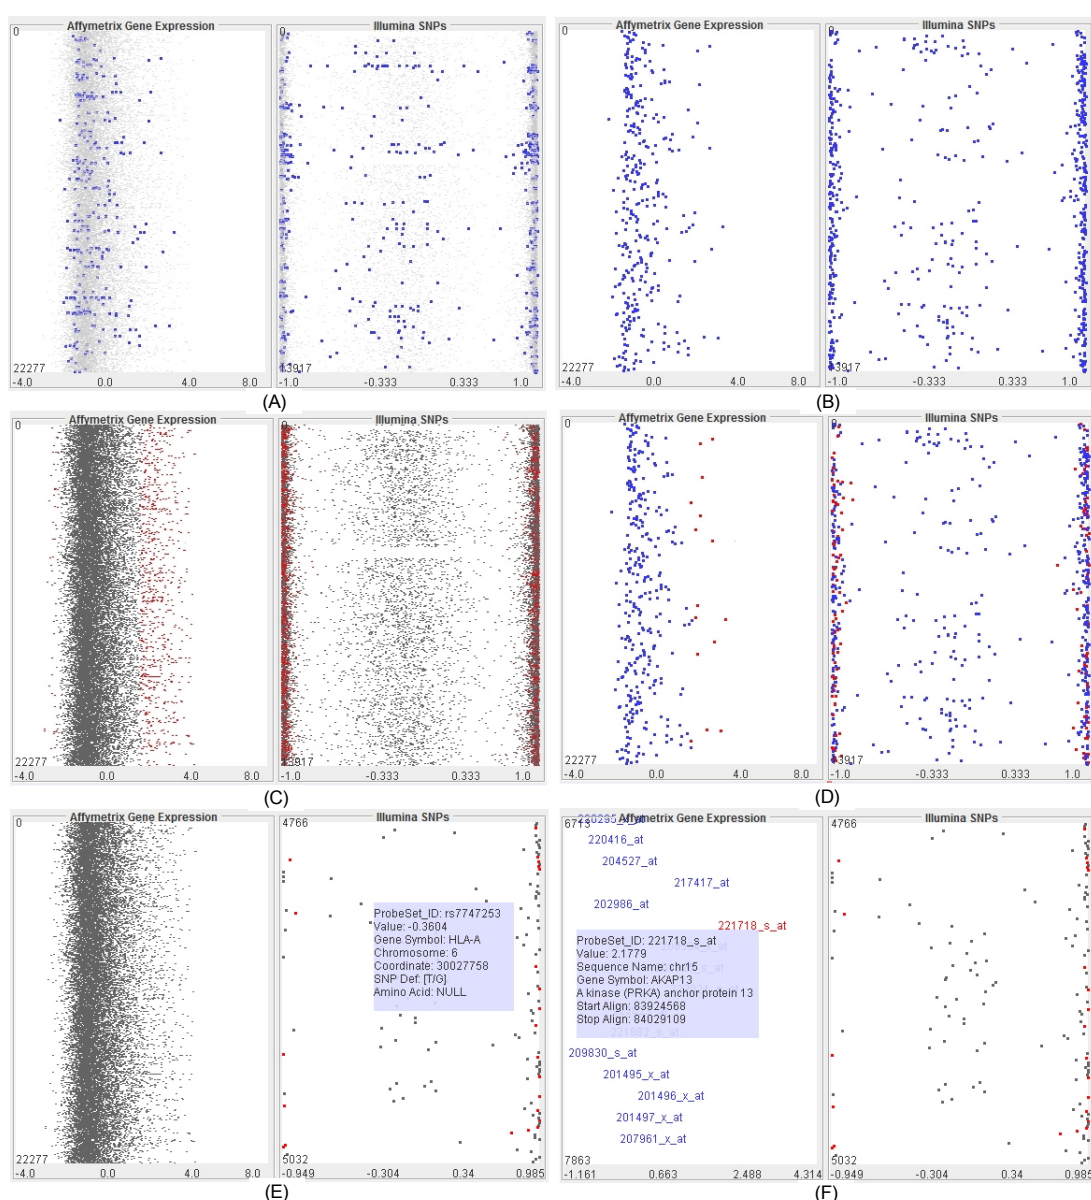 Affymetrix Gene Expression
Illumina SNPs
0
0
22277
13917
-4.0 0.0 4.0 8.0
-1.0 -0.333 0.331 1.0
(A)
Affymetrix Gene Expression
Illumina SNPs
0
0
22277
13917
-4.0 0.0 4.0 8.0
-1.0 -0.333 0.331 1.0
(B)
Affymetrix Gene Expression
Illumina SNPs
0
0
22277
13917
-4.0 0.0 4.0 8.0
-1.0 -0.333 0.331 1.0
(C)
Affymetrix Gene Expression
Illumina SNPs
0
0
22277
13917
-4.0 0.0 4.0 8.0
-1.0 -0.333 0.331 1.0
(D)
Affymetrix Gene Expression
Illumina SNPs
0
4766
ProbeSet_ID: rs7747253
Value: -0.3604
Gene Symbol: HLA-A
Chromosome: 6
Coordinate: 30027758
SNP Def: [T/G]
Amino Acid: NULL
22277
5032
-4.0 0.0 4.0 8.0
-0.949 -0.304 0.34 0.985
(E)
Affymetrix Gene Expression
Illumina SNPs
6713
4766
220416_at
204527_at
217417_at
202986_at
221718_s_at
ProbeSet_ID: 221718_s_at
Value: 2.1779
Sequence Name: chr15
Gene Symbol: AKAP13
A kinase (PRKA) anchor protein 13
Start Align: 83924568
Stop Align: 84029109
209830_s_at
201495_x_at
201496_x_at
201497_x_at
207961_x_at
7863
5032
-1.161 0.663 2.488 4.314
-0.949 -0.304 0.34 0.985
(F)